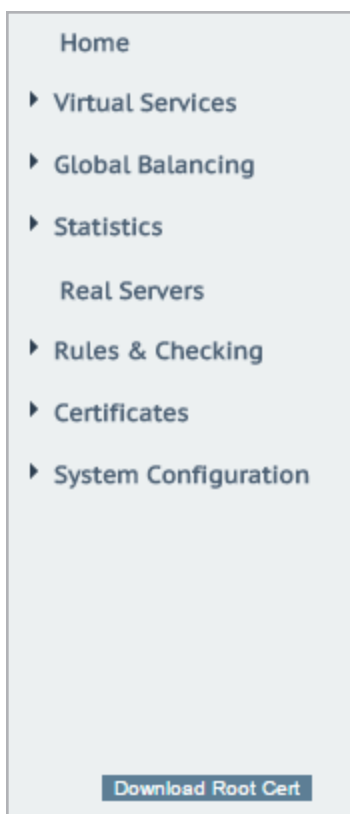 Home
Virtual Services
Global Balancing
Statistics
Real Servers
Rules & Checking
Certificates
System Configuration
Download Root Cert